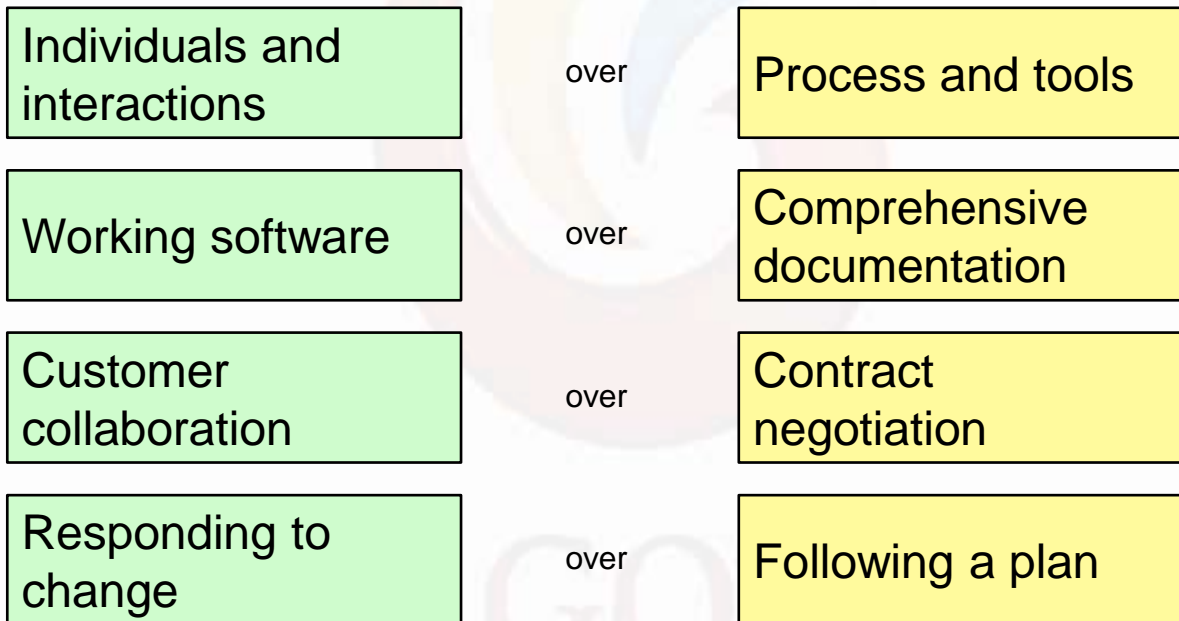 Individuals and
interactions
over
Process and tools
Working software
over
Comprehensive
documentation
Customer
collaboration
over
Contract
negotiation
Responding to
change
over
Following a plan